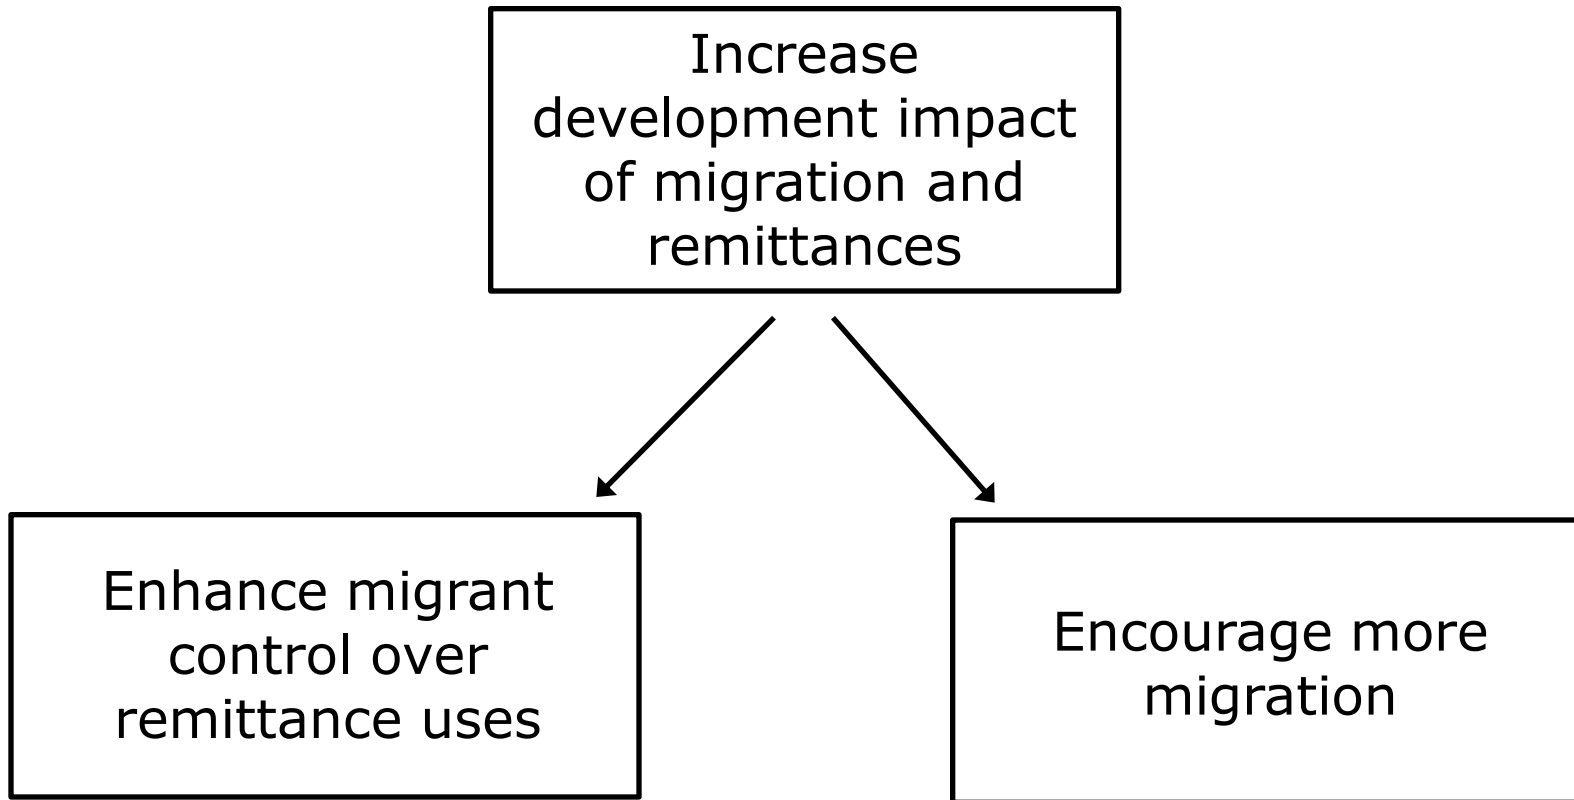 Increase
development impact
of migration and
remittances
Enhance migrant
control over
remittance uses
Encourage more
migration